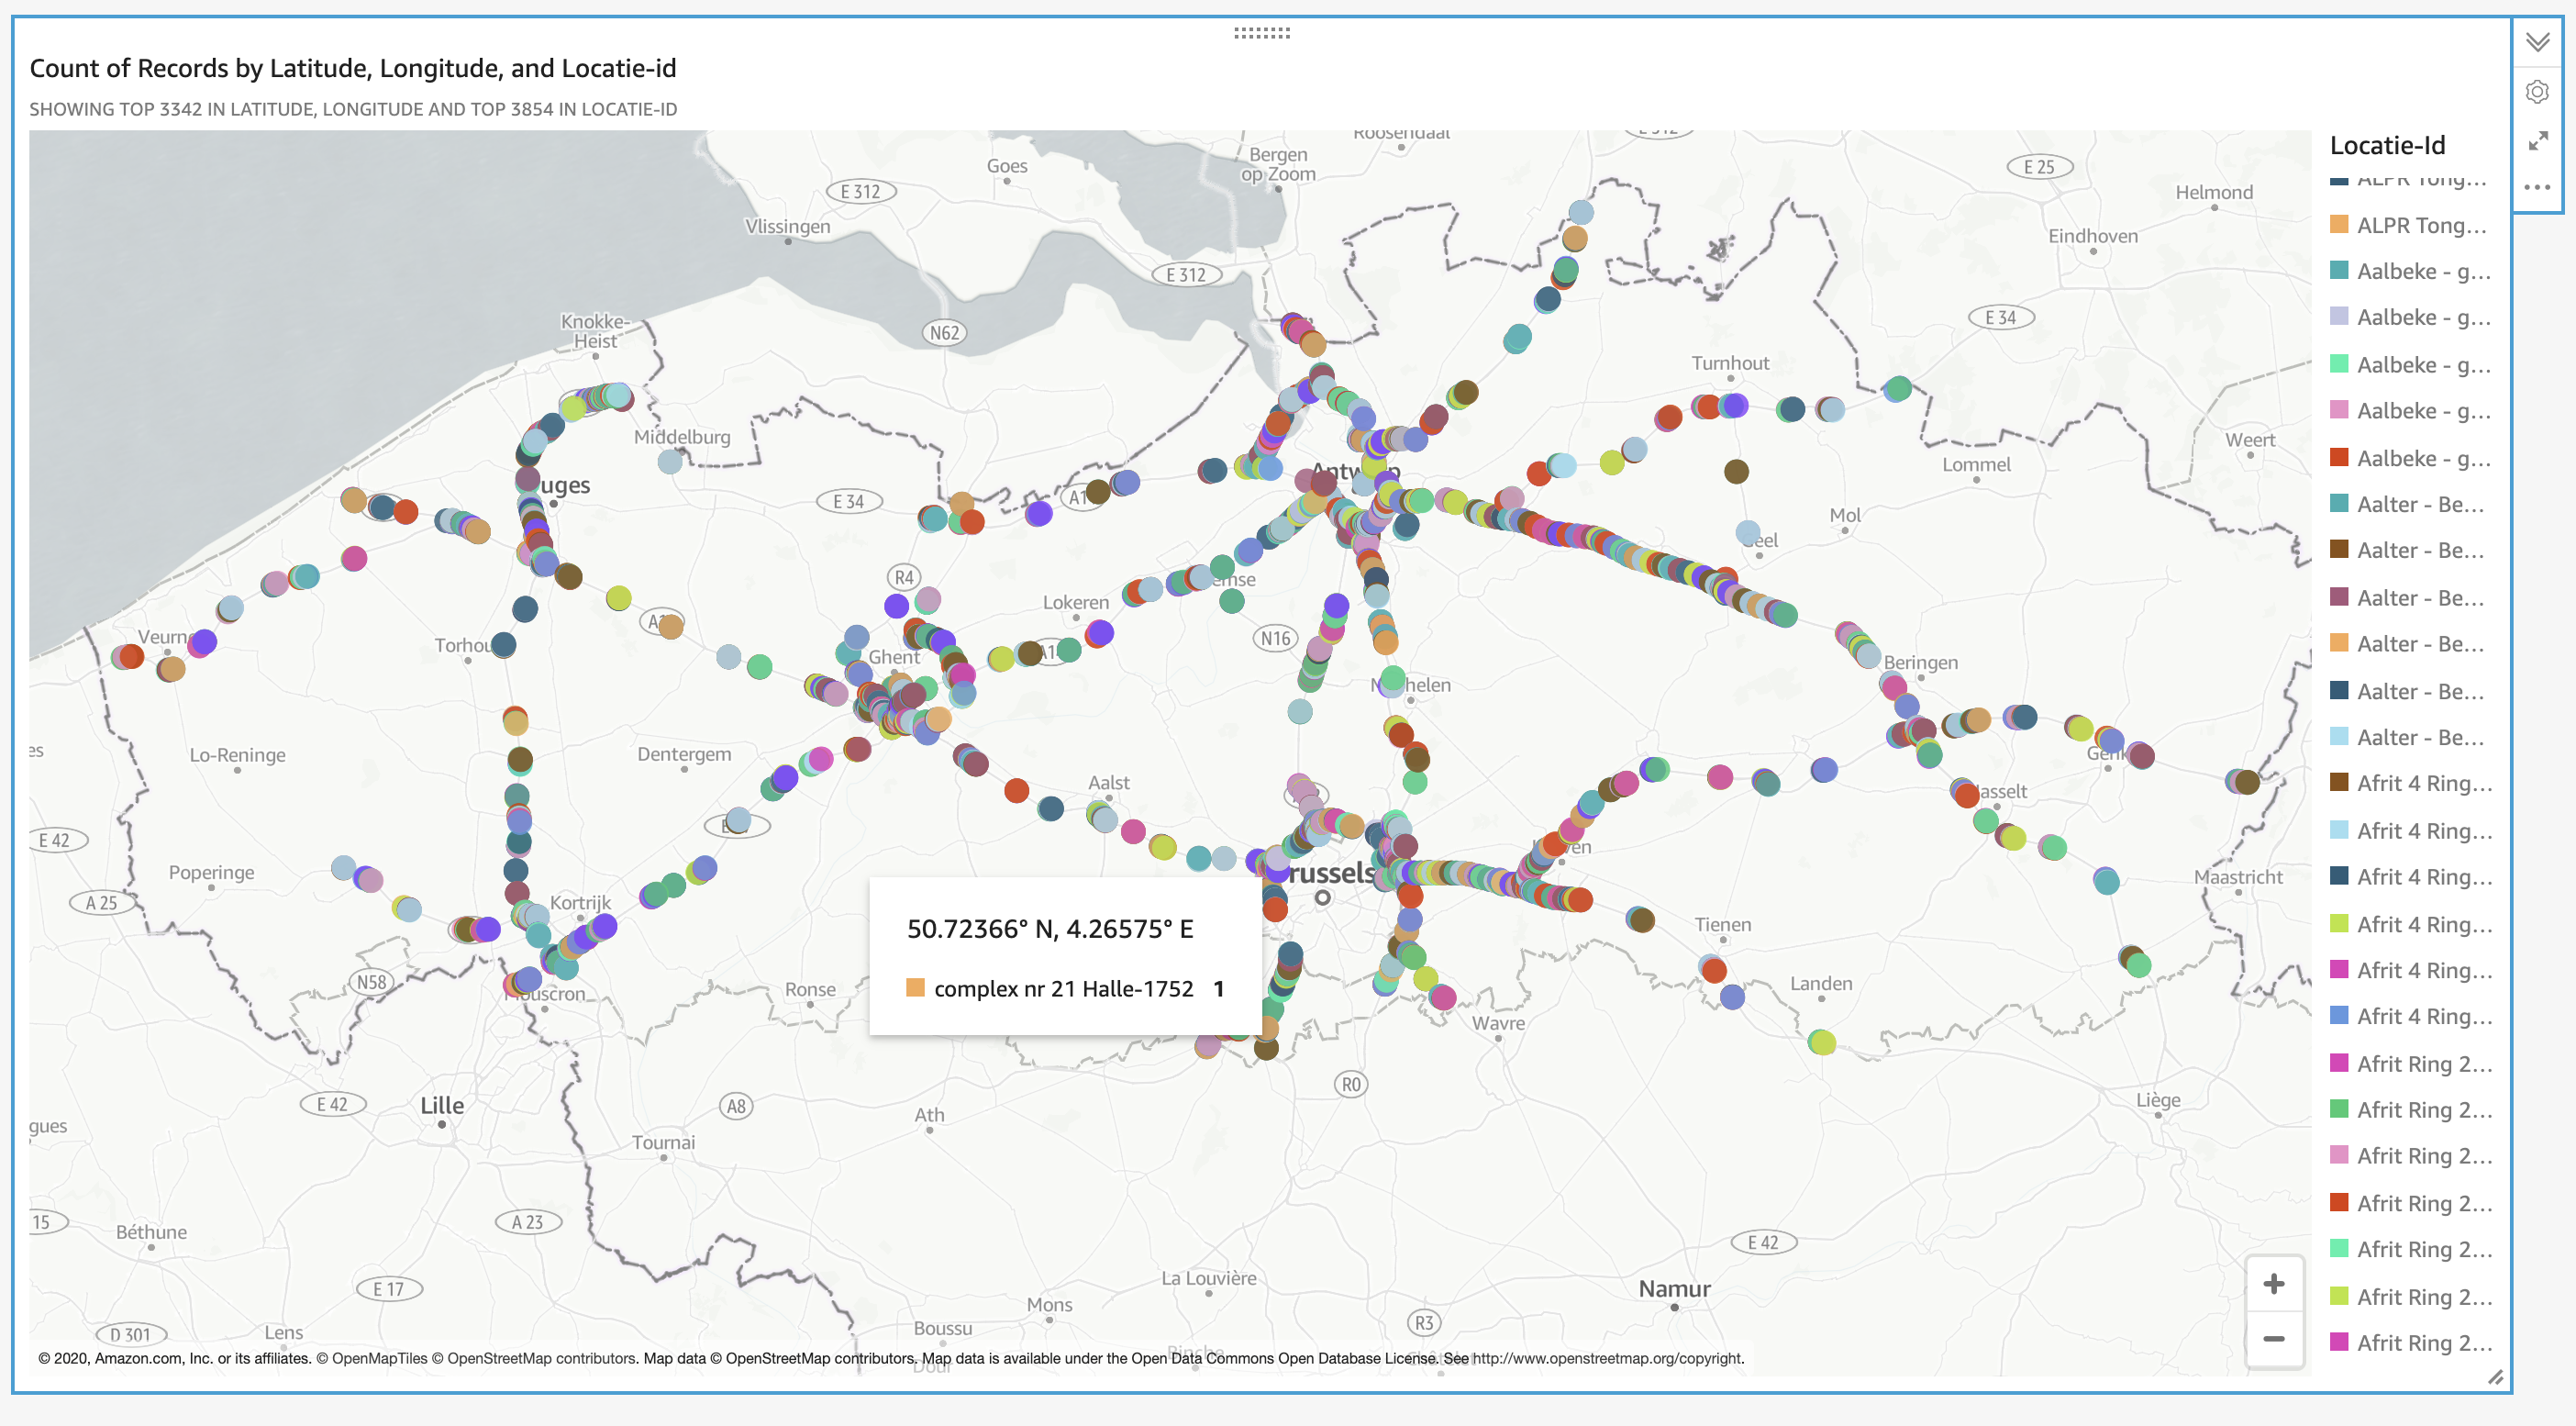 Count of Records by Latitude, Longitude, and Locatie-id
SHOWING TOP 3342 IN LATITUDE, LONGITUDE AND TOP 3854 IN LOCATIE-ID
Roosendaal
E 312
Goes
Bergen
op Zoom
E 25
Helmond
E 312
Vlissingen
Eindhoven
E 312
Knokke-
Heist
N62
E 34
Turnhout
Middelburg
Weert
Lommel
uges
E 34
Mol
R4
Lokeren
N16
Veurne
Ghent
Beringen
Lo-Reninge
Dentergem
Aalst
Genk
asselt
E 42
Poperinge
Kortrijk
russels
Maastricht
A 25
Tienen
N58
Mouscron
Ronse
Landen
Wavre
50.72366° N, 4.26575° E
complex nr 21 Halle-1752 1
R0
E 42
Lille
A8
Ath
Liège
gues
Tournai
15
Béthune
A 23
E 42
E 17
La Louvière
Namur
Mons
D 301
Lens
Boussu
R3
© 2020, Amazon.com, Inc. or its affiliates. © OpenMapTiles © OpenStreetMap contributors. Map data © OpenStreetMap contributors. Map data is available under the Open Data Commons Open Database License. See http://www.openstreetmap.org/copyright.
+
−
Locatie-Id
ALPR Tong...
ALPR Tong...
Aalbeke - g...
Aalbeke - g...
Aalbeke - g...
Aalbeke - g...
Aalbeke - g...
Aalter - Be...
Aalter - Be...
Aalter - Be...
Aalter - Be...
Aalter - Be...
Aalter - Be...
Afrit 4 Ring...
Afrit 4 Ring...
Afrit 4 Ring...
Afrit 4 Ring...
Afrit 4 Ring...
Afrit 4 Ring...
Afrit Ring 2...
Afrit Ring 2...
Afrit Ring 2...
Afrit Ring 2...
Afrit Ring 2...
Afrit Ring 2...
Afrit Ring 2...